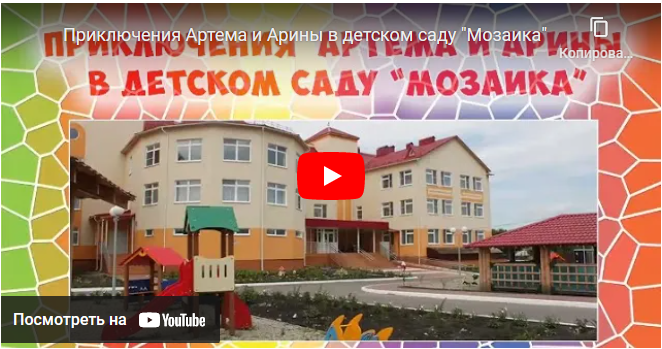 Приключения Артема и Арины в детском саду "Мозаика"
Копирова...
ПРИКЛЮЧЕНИЯ АРТЕМА И АРИНЫ
В ДЕТСКОМ САДУ "МОЗАИКА"
Посмотреть на YouTube